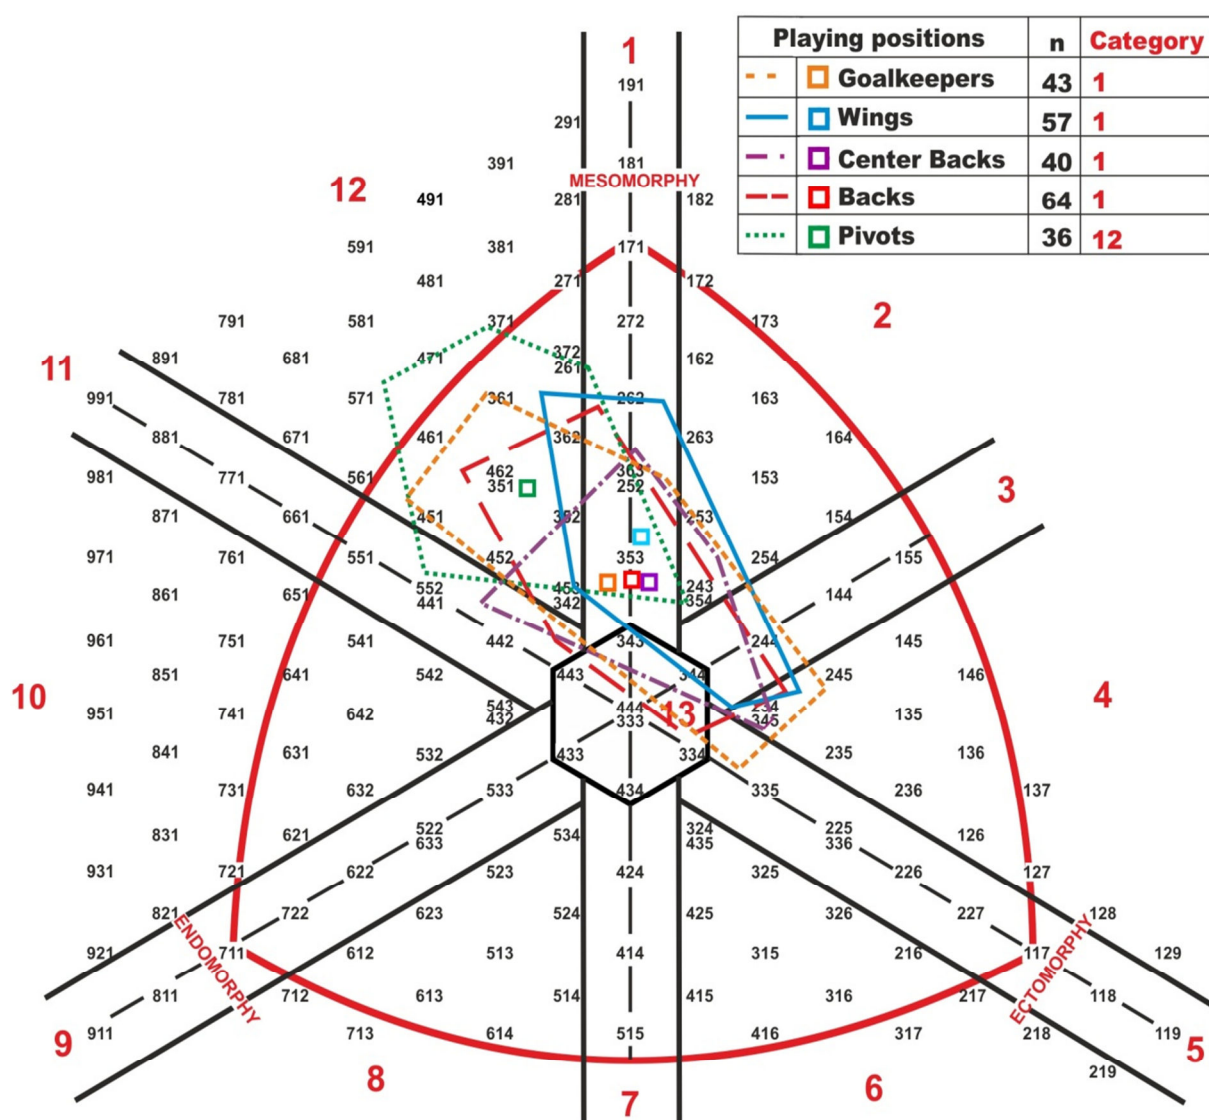 Playing positions n Category
Goalkeepers 43 1
Wings 57 1
Center Backs 40 1
Backs 64 1
Pivots 36 12
1
191
291
391 181
MESOMORPHY
12
491 281 182
591 381 171
481 271 172
2
791 581 371 272 173
11
891 681 471 372 162
261
991 781 571 361 262 163
881 671 461 362 263 164
462 363
981 771 561 351 252 153
3
871 661 451 352 253 154
971 761 551 452 353 254 155
552 453 243
861 651 441 342 354 144
961 751 541 442 343 244 145
851 641 542 443 344 245 146
10
4
543 444 234
951 741 642 432 333 13 345 135
841 631 532 433 334 235 136
941 731 632 533 434 335 236 137
522 324 225
831 621 633 534 435 336 126
931 721 622 523 424 325 226 127
821 722 623 524 425 326 227 128
ENDOMORPHY
ECTOMORPHY
921 711 612 513 414 315 216 117 129
811 712 613 514 415 316 217 118
9
911 713 614 515 416 317 218 119
5
219
8
7
6